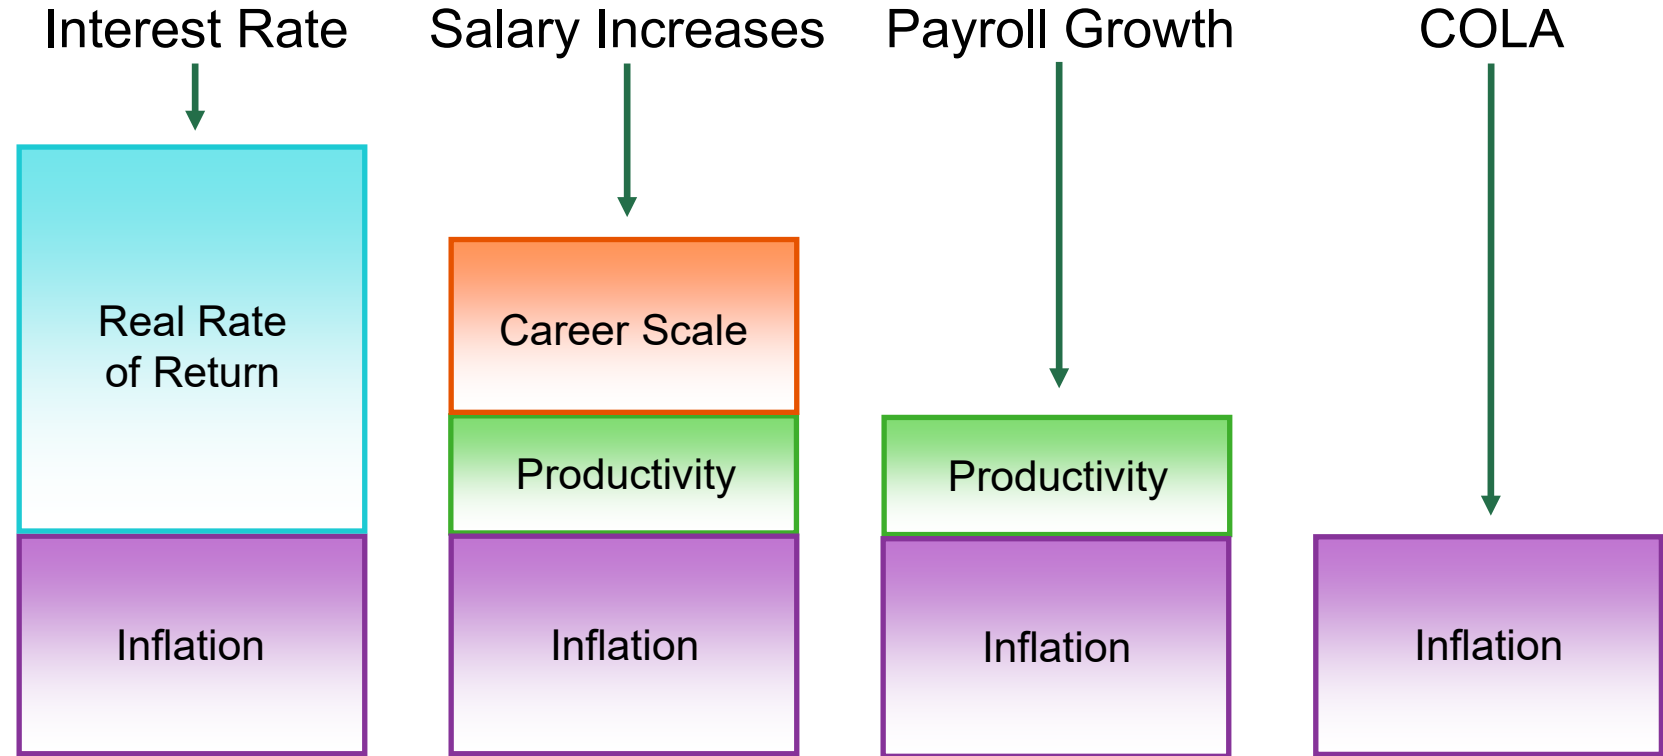 Interest Rate
Salary Increases
Payroll Growth
COLA
Real Rate
of Return
Inflation
Career Scale
Productivity
Inflation
Productivity
Inflation
Inflation